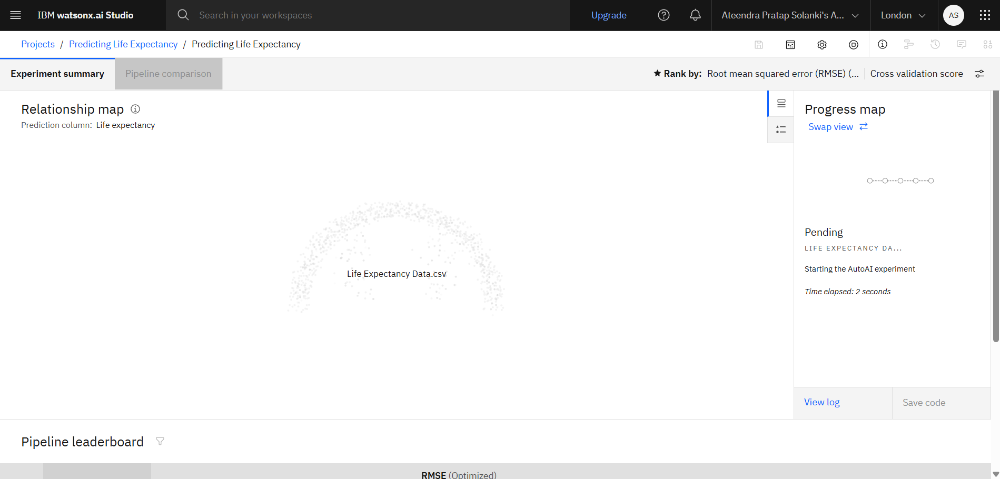 IBM watsonx.ai Studio
Search in your workspaces
Upgrade
Ateendra Pratap Solanki's A...
London
AS
Projects / Predicting Life Expectancy / Predicting Life Expectancy
Experiment summary
Pipeline comparison
Rank by: Root mean squared error (RMSE) (... | Cross validation score
Relationship map
Prediction column: Life expectancy
Life Expectancy Data.csv
Progress map
Swap view
Pending
LIFE EXPECTANCY DA...
Starting the AutoAI experiment
Time elapsed: 2 seconds
View log
Save code
Pipeline leaderboard
RMSE (Optimized)